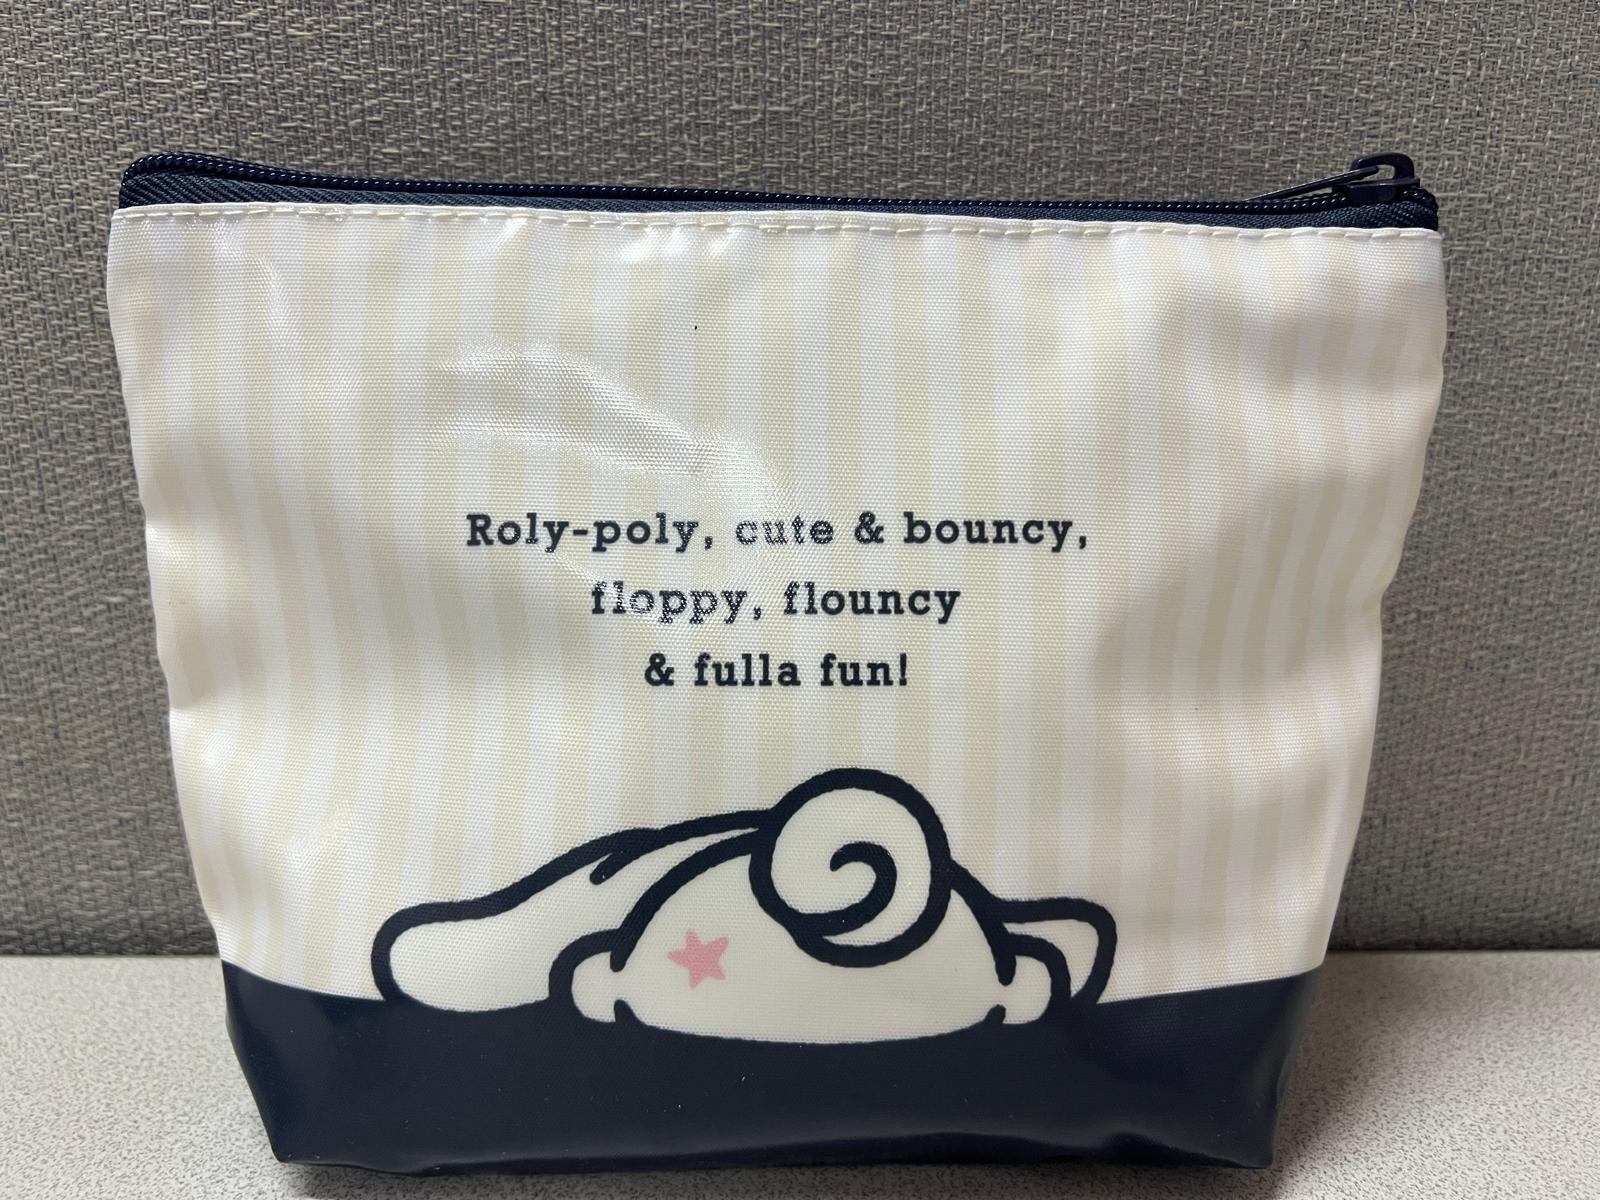 Roly-poly, cute & bouncy,
floppy, flouncy
& fulla fun!